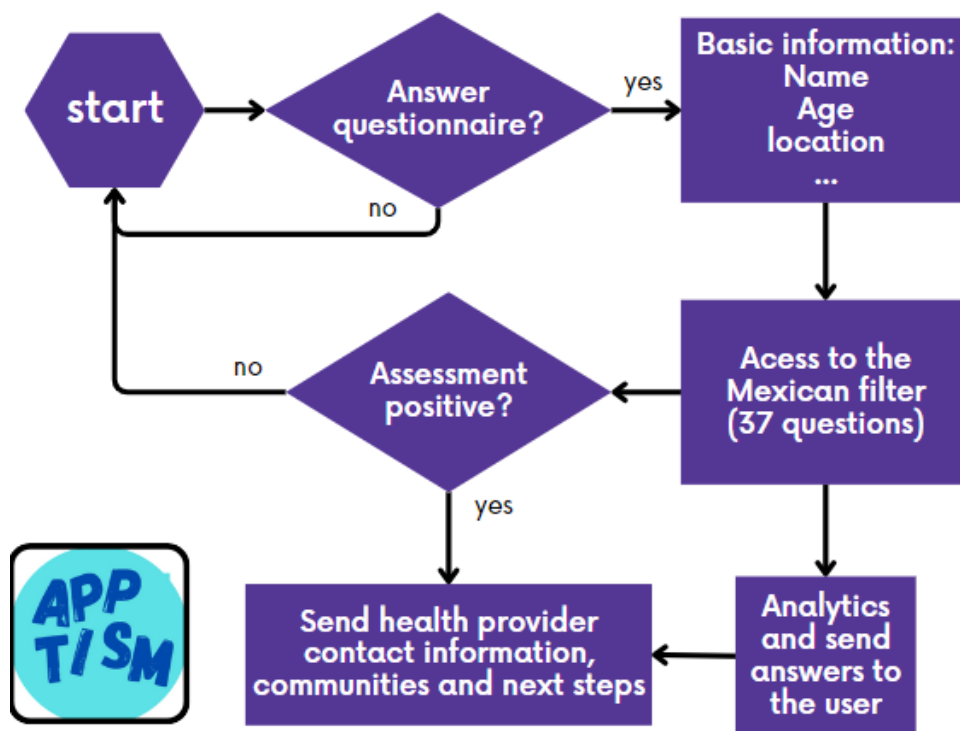 start
Answer
questionnaire?
yes
Basic information:
Name
Age
location
...
no
Acess to the
Mexican filter
(37 questions)
Assessment
positive?
no
yes
Send health provider
contact information,
communities and next steps
Analytics
and send
answers to
the user
APP
TISM